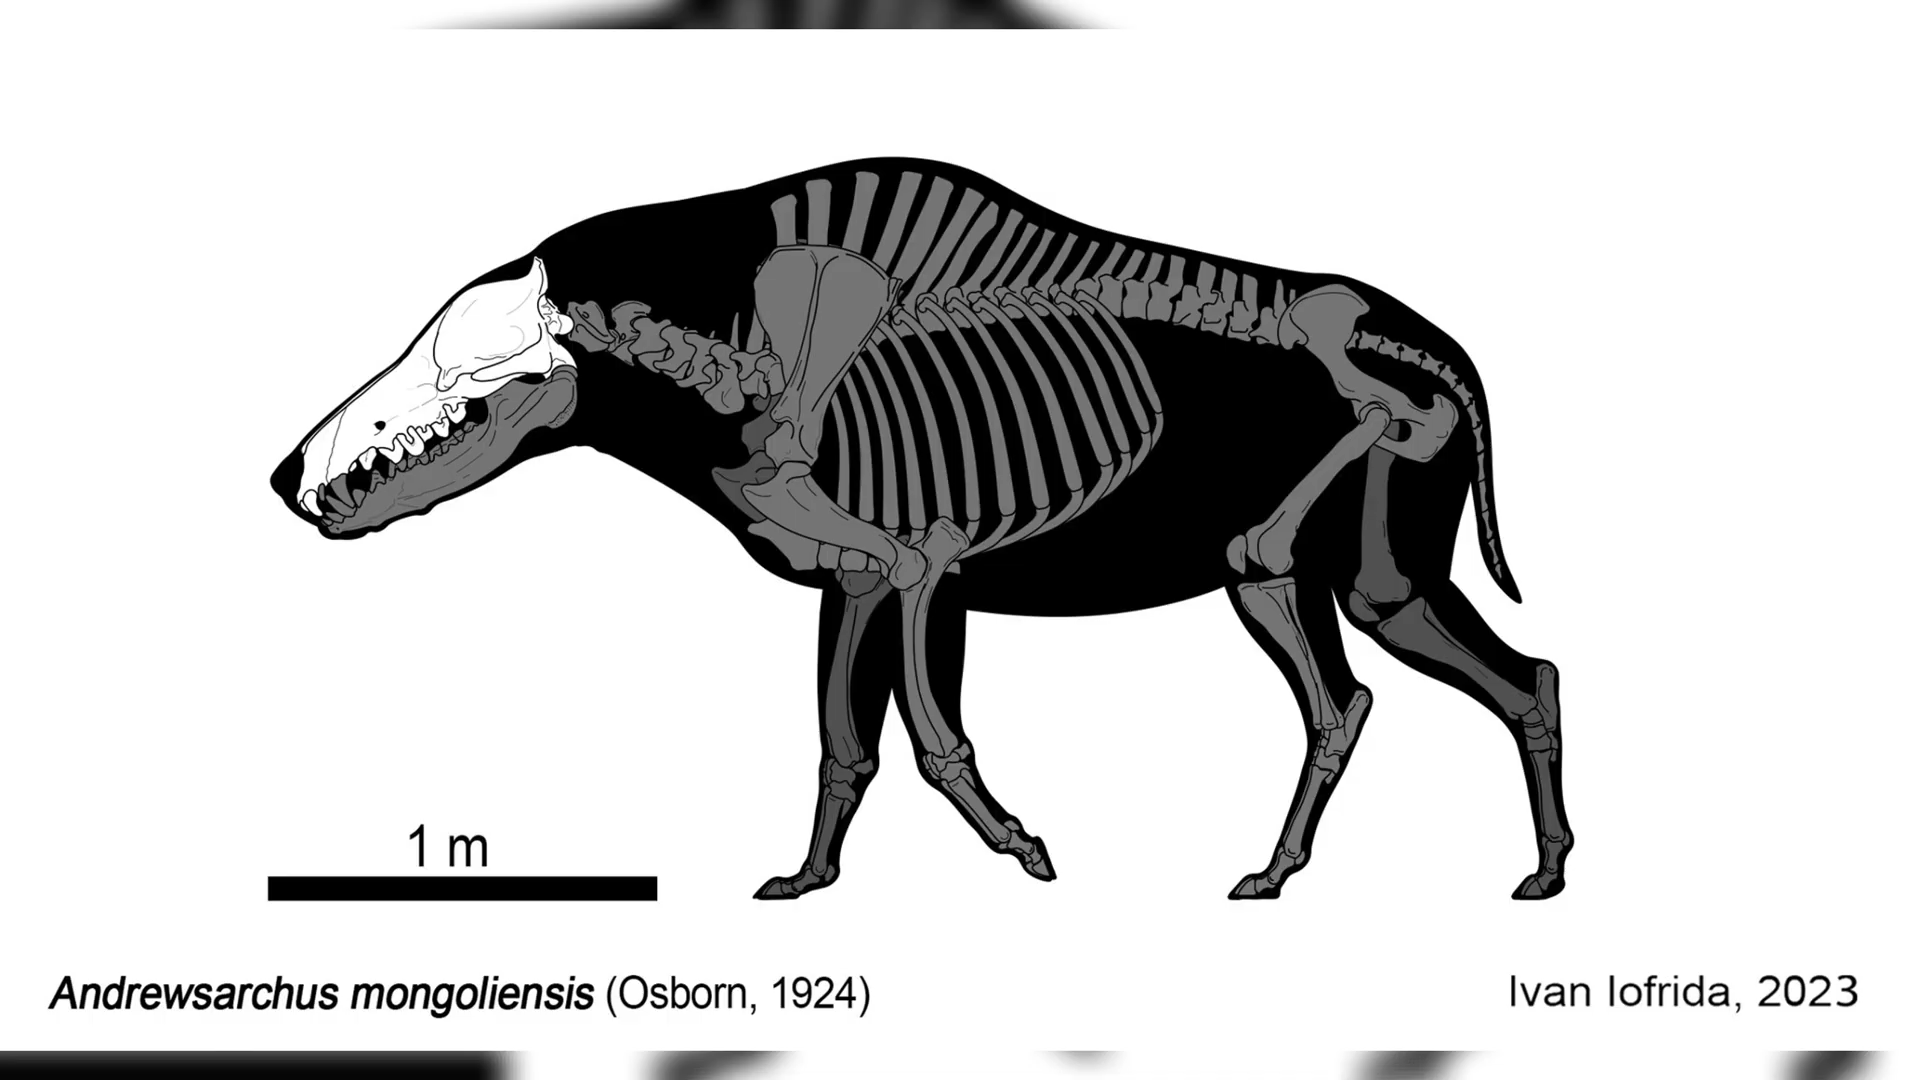 1 m
Andrewsarchus mongoliensis (Osborn, 1924)
Ivan Iofrida, 2023